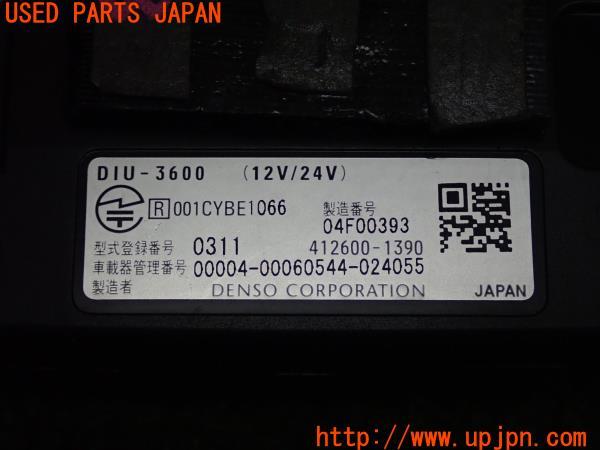 USED PARTS JAPAN
DIU-3600 (12V/24V)
R 001CYBE1066 製造番号
04F00393
型式登録番号 0311 412600-1390
車載器管理番号 00004-00060544-024055
製造者 DENSO CORPORATION JAPAN
http://www.upjpn.com/